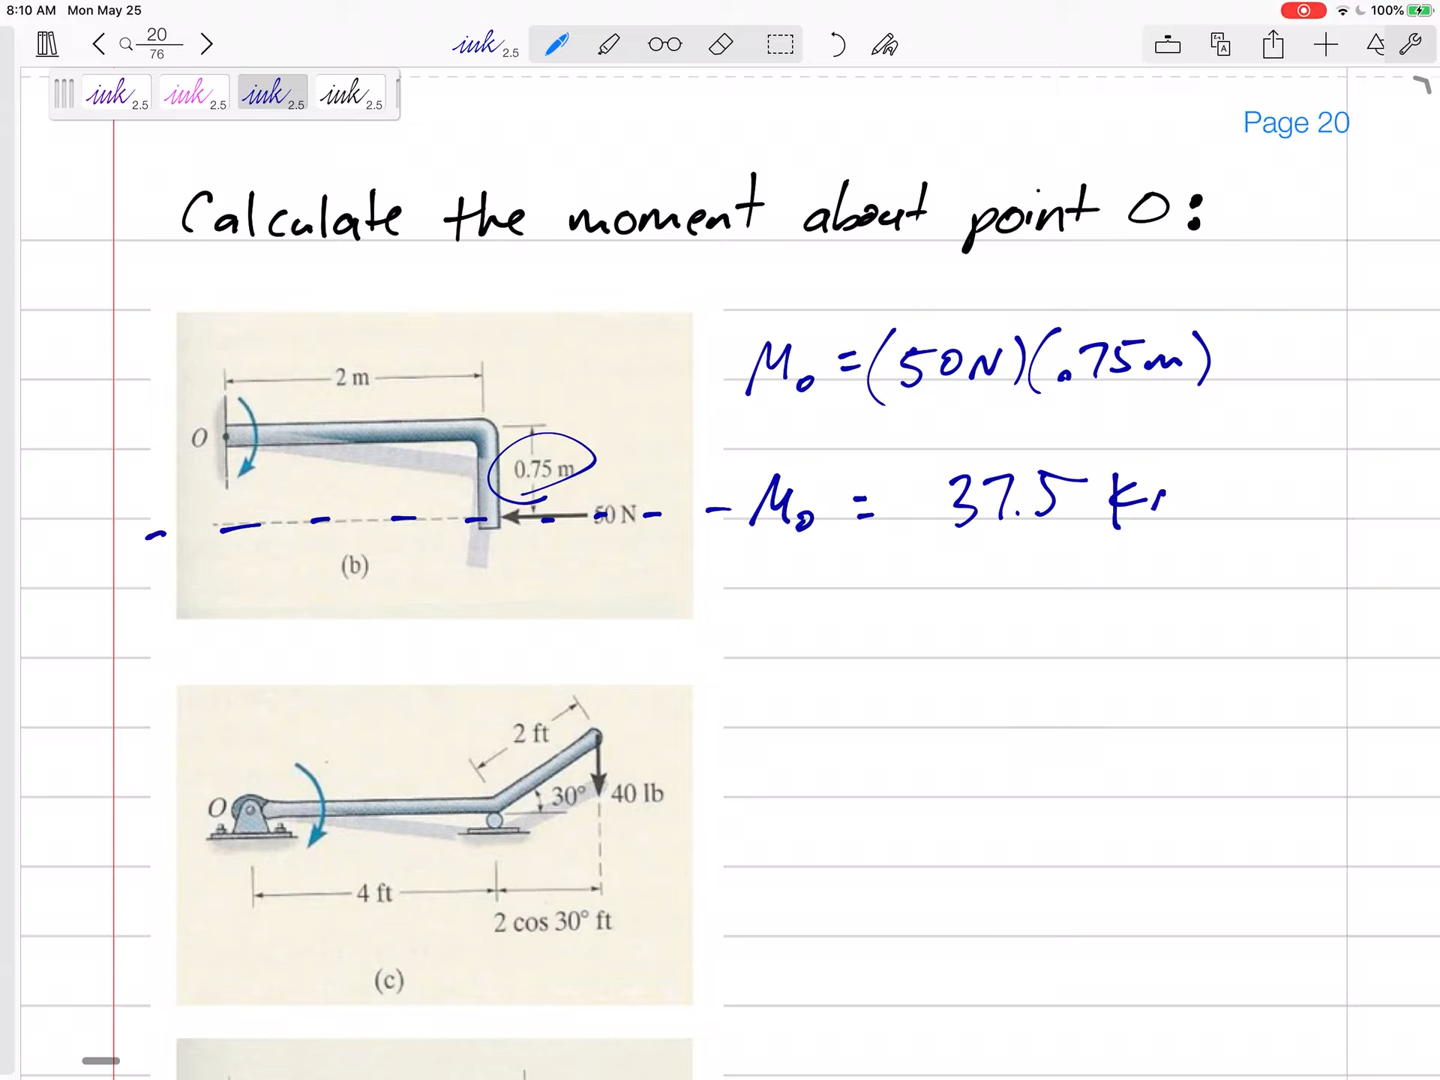 8:10 AM Mon May 25
100%
20
76
ink 2.5
ink 2.5 ink 2.5 ink 2.5 ink 2.5
Page 20
Calculate the moment about point O:
2 m
O
0.75 m
50 N
(b)
Mo = (50N)(.75m)
Mo = 37.5 K
2 ft
O
30°
40 lb
4 ft
2 cos 30° ft
(c)